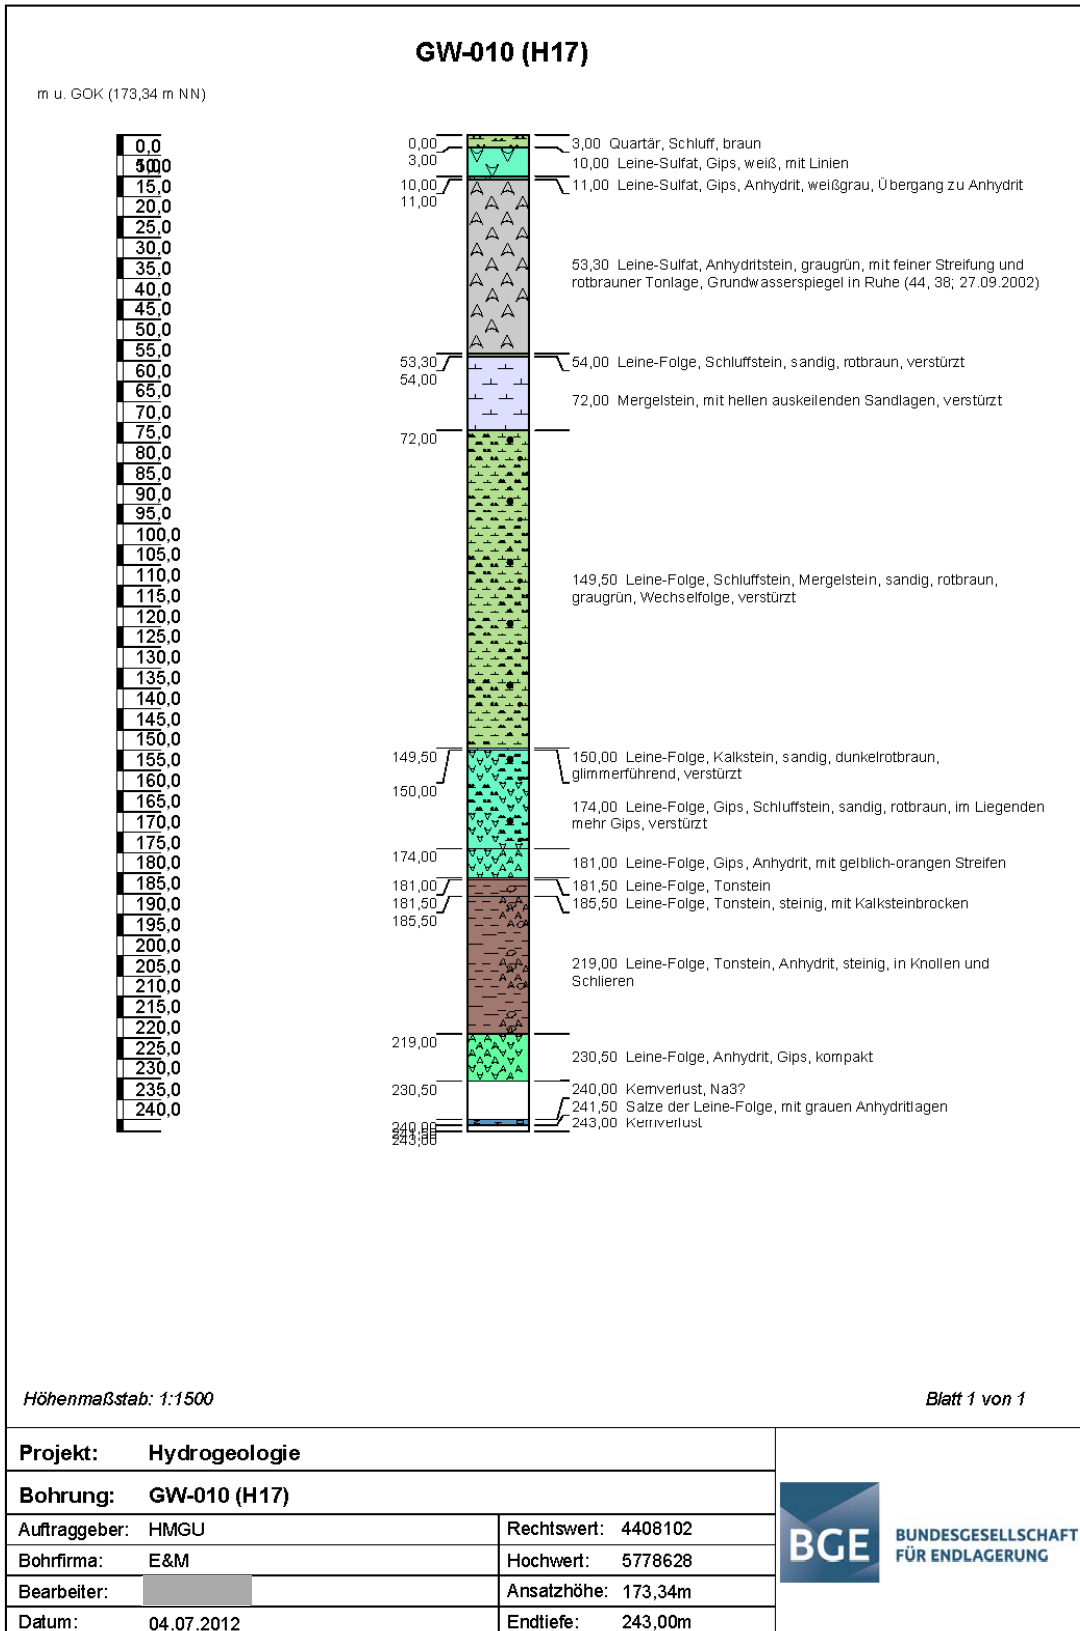 GW-010 (H17)
m u. GOK (173,34 m NN)
0,0
10,0
15,0
20,0
25,0
30,0
35,0
40,0
45,0
50,0
55,0
60,0
65,0
70,0
75,0
80,0
85,0
90,0
95,0
100,0
105,0
110,0
115,0
120,0
125,0
130,0
135,0
140,0
145,0
150,0
155,0
160,0
165,0
170,0
175,0
180,0
185,0
190,0
195,0
200,0
205,0
210,0
215,0
220,0
225,0
230,0
235,0
240,0
0,00
3,00
10,00
11,00
53,30
54,00
72,00
149,50
150,00
174,00
181,00
181,50
185,50
219,00
230,50
240,00
241,50
243,00
3,00 Quartär, Schluff, braun
10,00 Leine-Sulfat, Gips, weiß, mit Linien
11,00 Leine-Sulfat, Gips, Anhydrit, weißgrau, Übergang zu Anhydrit
53,30 Leine-Sulfat, Anhydritstein, graugrün, mit feiner Streifung und
rotbrauner Tonlage, Grundwasserspiegel in Ruhe (44, 38; 27.09.2002)
54,00 Leine-Folge, Schluffstein, sandig, rotbraun, verstürzt
72,00 Mergelstein, mit hellen auskeilenden Sandlagen, verstürzt
149,50 Leine-Folge, Schluffstein, Mergelstein, sandig, rotbraun,
graugrün, Wechselfolge, verstürzt
150,00 Leine-Folge, Kalkstein, sandig, dunkelrotbraun,
glimmerführend, verstürzt
174,00 Leine-Folge, Gips, Schluffstein, sandig, rotbraun, im Liegenden
mehr Gips, verstürzt
181,00 Leine-Folge, Gips, Anhydrit, mit gelblich-orangen Streifen
181,50 Leine-Folge, Tonstein
185,50 Leine-Folge, Tonstein, steinig, mit Kalksteinbrocken
219,00 Leine-Folge, Tonstein, Anhydrit, steinig, in Knollen und
Schlieren
230,50 Leine-Folge, Anhydrit, Gips, kompakt
240,00 Kernverlust, Na3?
241,50 Salze der Leine-Folge, mit grauen Anhydritlagen
243,00 Kernverlust
Höhenmaßstab: 1:1500
Blatt 1 von 1
Projekt: Hydrogeologie
Bohrung: GW-010 (H17)
Auftraggeber: HMGU
Rechtswert: 4408102
Bohrfirma: E&M
Hochwert: 5778628
Bearbeiter:
Ansatzhöhe: 173,34m
Datum: 04.07.2012
Endtiefe: 243,00m
BGE
BUNDESGESELLSCHAFT
FÜR ENDLAGERUNG